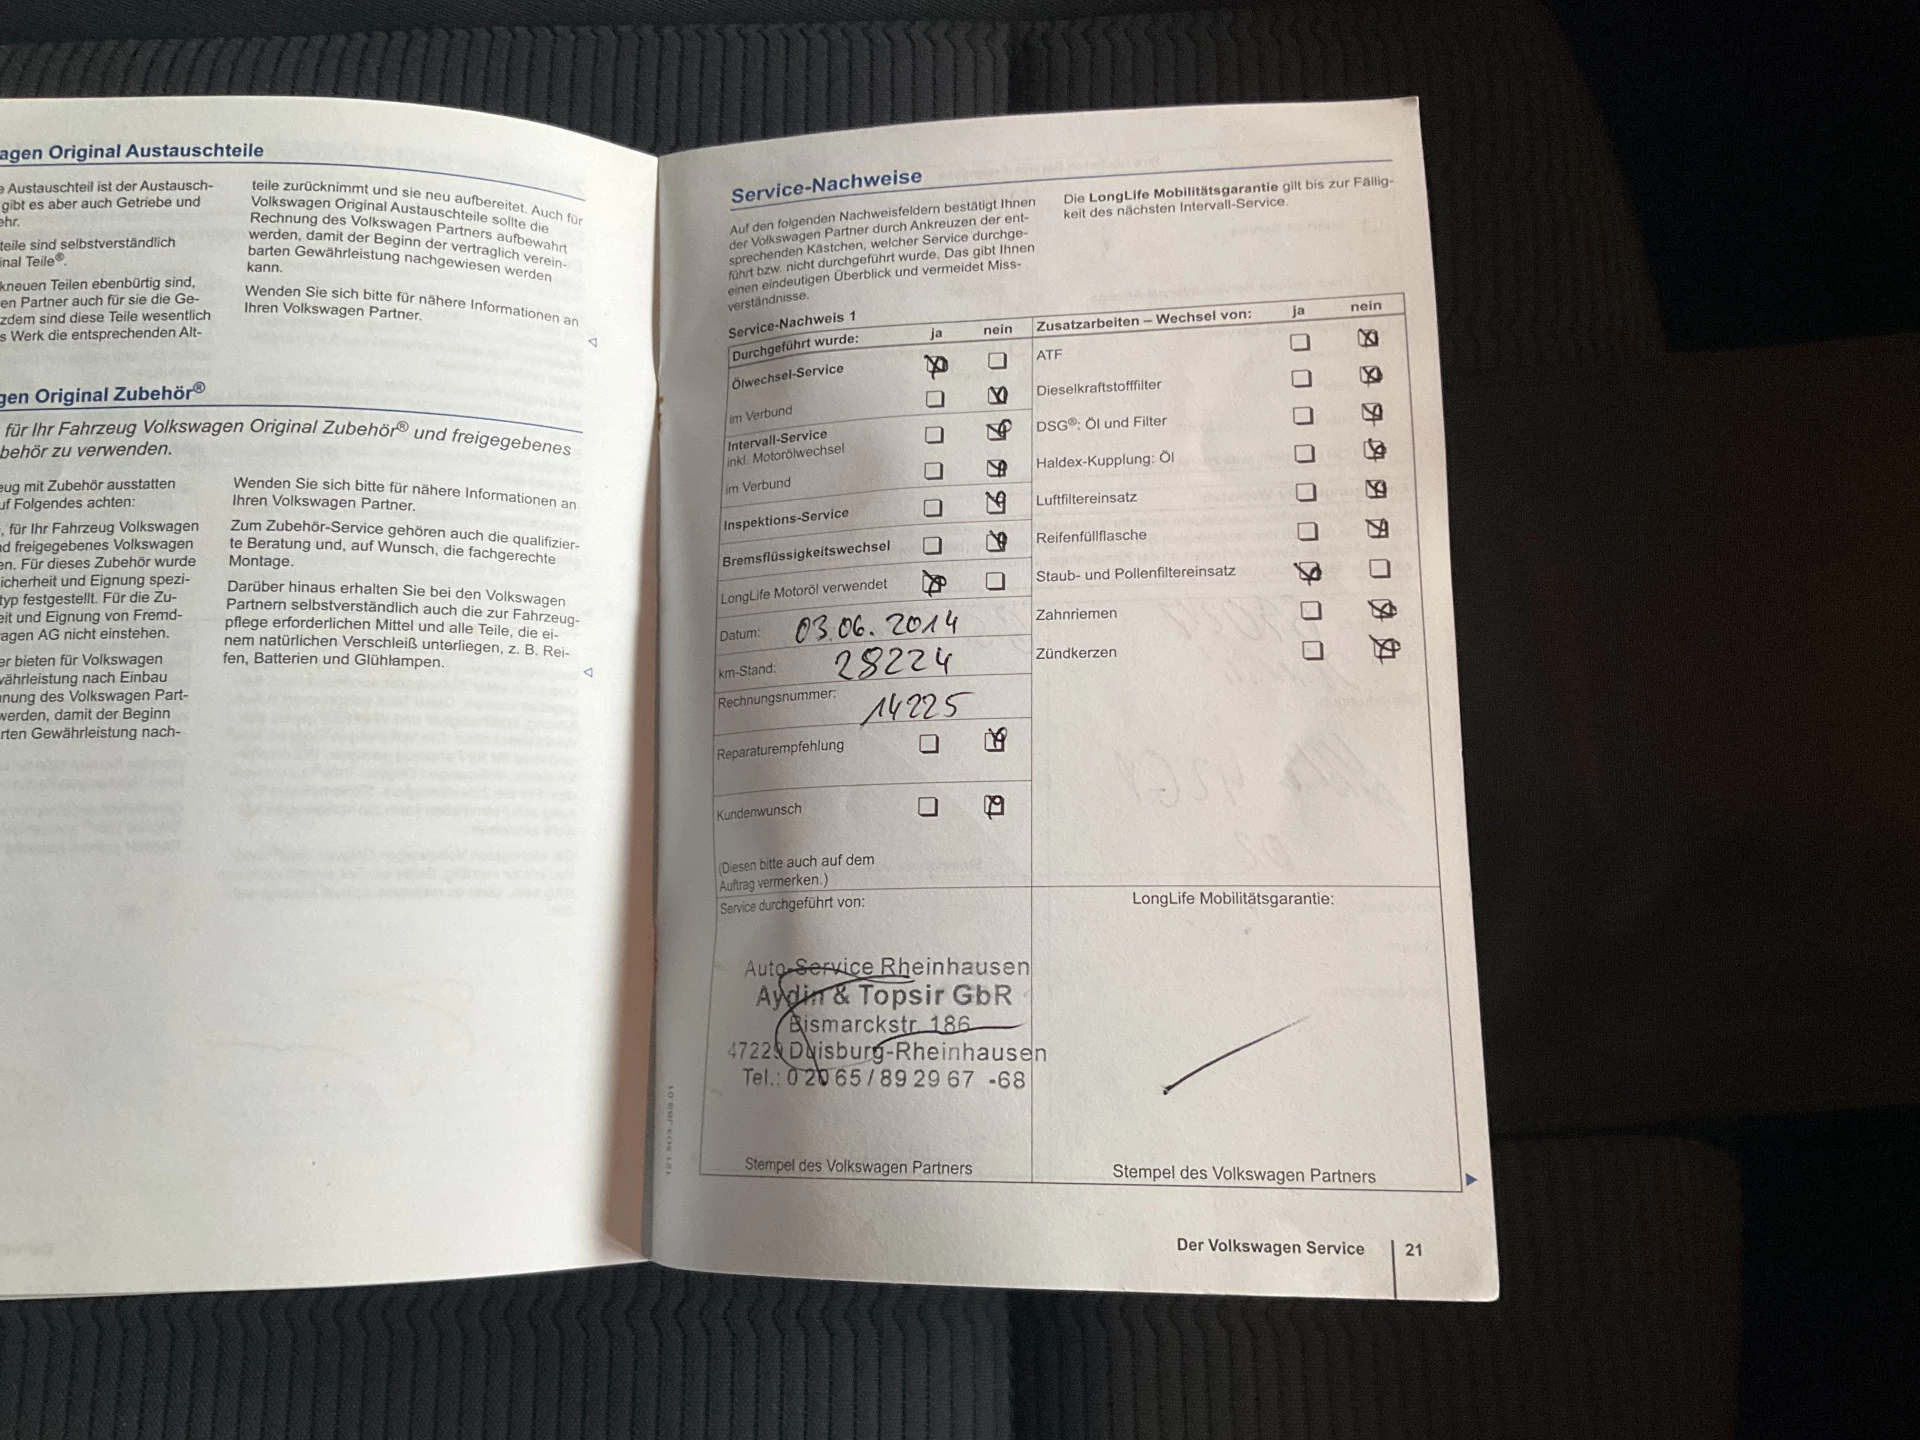 agen Original Austauschteile
Austauschteil ist der Austausch-
gibt es aber auch Getriebe und
ehr.
teile sind selbstverständlich
inal Teile®.
kneuen Teilen ebenbürtig sind,
en Partner auch für sie die Ge-
zdem sind diese Teile wesentlich
s Werk die entsprechenden Alt-
teile zurücknimmt und sie neu aufbereitet. Auch für
Volkswagen Original Austauschteile sollte die
Rechnung des Volkswagen Partners aufbewahrt
werden, damit der Beginn der vertraglich verein-
barten Gewährleistung nachgewiesen werden
kann.
Wenden Sie sich bitte für nähere Informationen an
Ihren Volkswagen Partner.
gen Original Zubehör®
für Ihr Fahrzeug Volkswagen Original Zubehör® und freigegebenes
behör zu verwenden.
eug mit Zubehör ausstatten
uf Folgendes achten:
, für Ihr Fahrzeug Volkswagen
nd freigegebenes Volkswagen
en. Für dieses Zubehör wurde
icherheit und Eignung spezi-
typ festgestellt. Für die Zu-
eit und Eignung von Fremd-
agen AG nicht einstehen.
er bieten für Volkswagen
währleistung nach Einbau
nung des Volkswagen Part-
werden, damit der Beginn
rten Gewährleistung nach-
Wenden Sie sich bitte für nähere Informationen an
Ihren Volkswagen Partner.
Zum Zubehör-Service gehören auch die qualifizier-
te Beratung und, auf Wunsch, die fachgerechte
Montage.
Darüber hinaus erhalten Sie bei den Volkswagen
Partnern selbstverständlich auch die zur Fahrzeug-
pflege erforderlichen Mittel und alle Teile, die ei-
nem natürlichen Verschleiß unterliegen, z. B. Rei-
fen, Batterien und Glühlampen.
Service-Nachweise
Auf den folgenden Nachweisfeldern bestätigt Ihnen
der Volkswagen Partner durch Ankreuzen der ent-
sprechenden Kästchen, welcher Service durchge-
führt bzw. nicht durchgeführt wurde. Das gibt Ihnen
einen eindeutigen Überblick und vermeidet Miss-
verständnisse.
Die LongLife Mobilitätsgarantie gilt bis zur Fällig-
keit des nächsten Intervall-Service.
Service-Nachweis 1
Durchgeführt wurde: ja nein
Ölwechsel-Service
im Verbund
Intervall-Service
inkl. Motorölwechsel
im Verbund
Inspektions-Service
Bremsflüssigkeitswechsel
LongLife Motoröl verwendet
Datum: 03.06.2014
km-Stand: 28224
Rechnungsnummer: 14225
Reparaturempfehlung
Kundenwunsch
(Diesen bitte auch auf dem
Auftrag vermerken.)
Zusatzarbeiten – Wechsel von: ja nein
ATF
Dieselkraftstofffilter
DSG®: Öl und Filter
Haldex-Kupplung: Öl
Luftfiltereinsatz
Reifenfüllflasche
Staub- und Pollenfiltereinsatz
Zahnriemen
Zündkerzen
Service durchgeführt von:
Auto-Service Rheinhausen
Aydin & Topsir GbR
Bismarckstr. 186
47229 Duisburg-Rheinhausen
Tel.: 0 20 65 / 89 29 67 -68
Stempel des Volkswagen Partners
LongLife Mobilitätsgarantie:
Stempel des Volkswagen Partners
Der Volkswagen Service 21